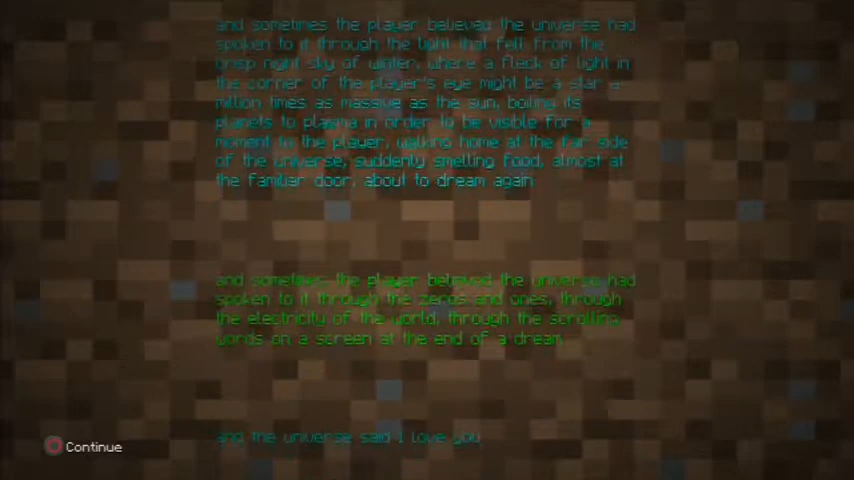 and sometimes the player believed the universe had
spoken to it through the light that fell from the
crisp night sky of winter, where a fleck of light in
the corner of the player's eye might be a star a
million times as massive as the sun, boiling its
planets to plasma in order to be visible for a
moment to the player, walking home at the far side
of the universe, suddenly smelling food, almost at
the familiar door, about to dream again
and sometimes the player believed the universe had
spoken to it through the zeros and ones, through
the electricity of the world, through the scrolling
words on a screen at the end of a dream
and the universe said I love you
Continue